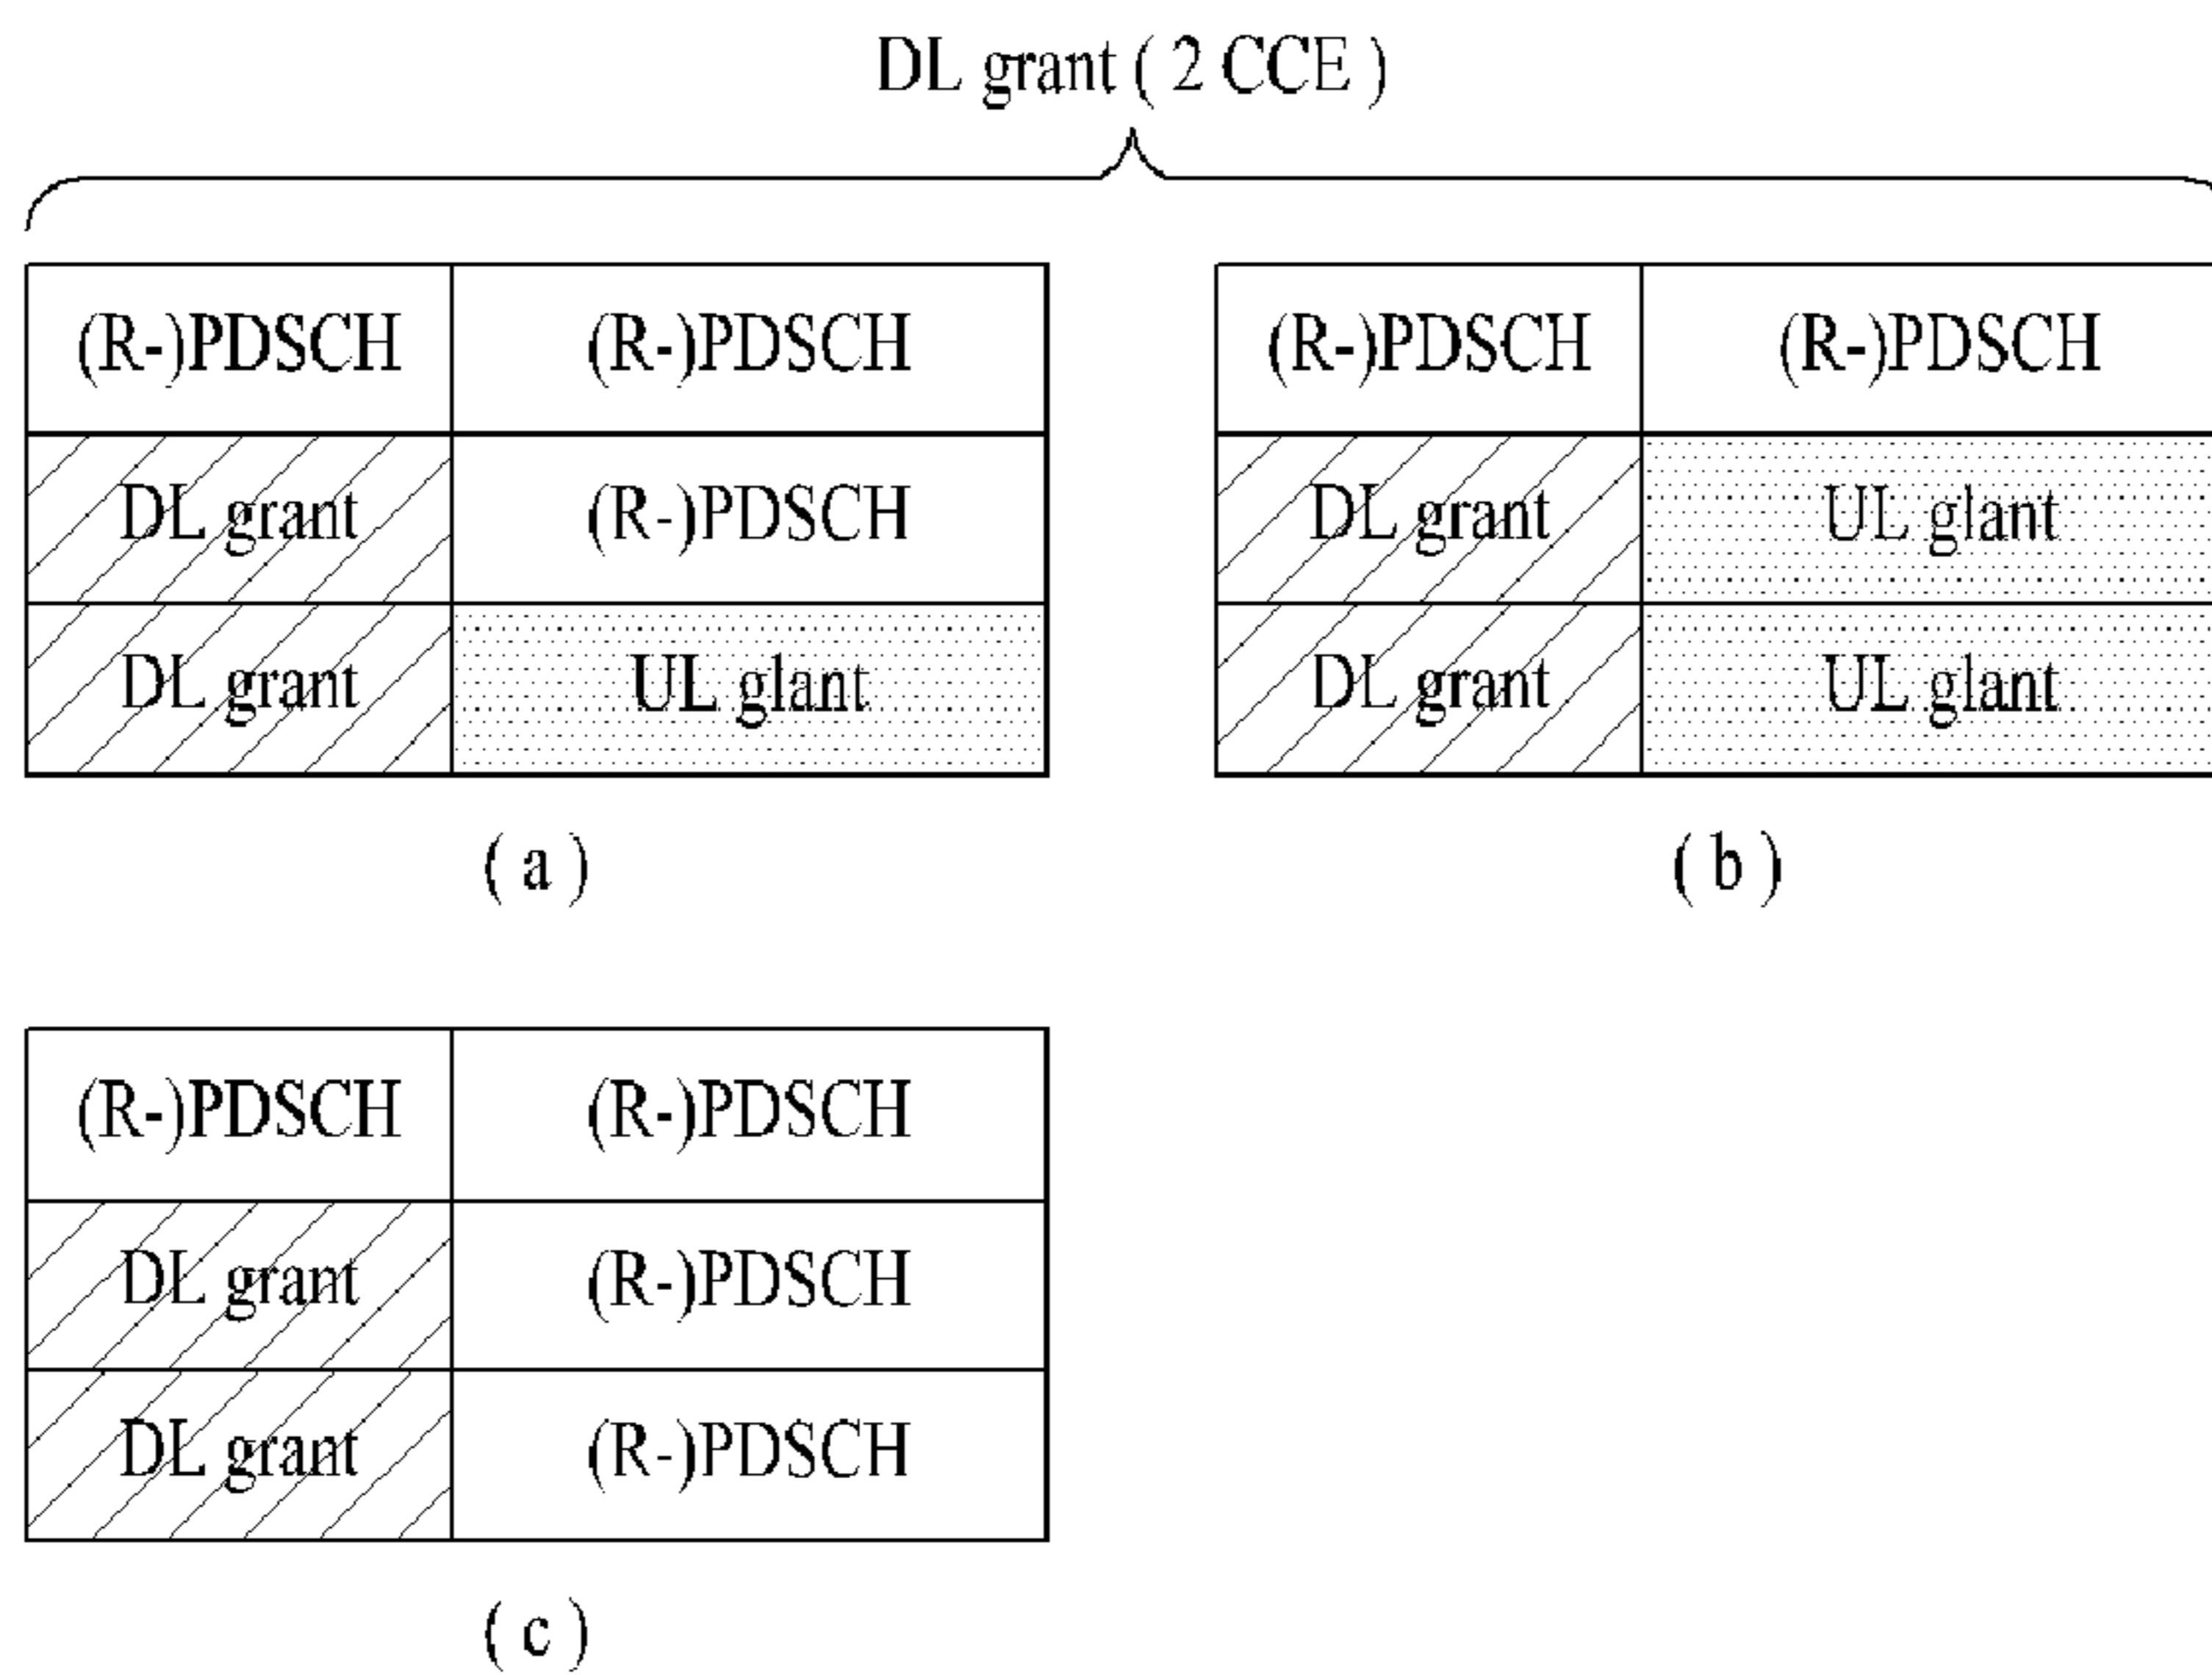 DL grant ( 2 CCE )
(R-)PDSCH (R-)PDSCH
DL grant (R-)PDSCH
DL grant UL glant
( a )
(R-)PDSCH (R-)PDSCH
DL grant UL glant
DL grant UL glant
( b )
(R-)PDSCH (R-)PDSCH
DL grant (R-)PDSCH
DL grant (R-)PDSCH
( c )